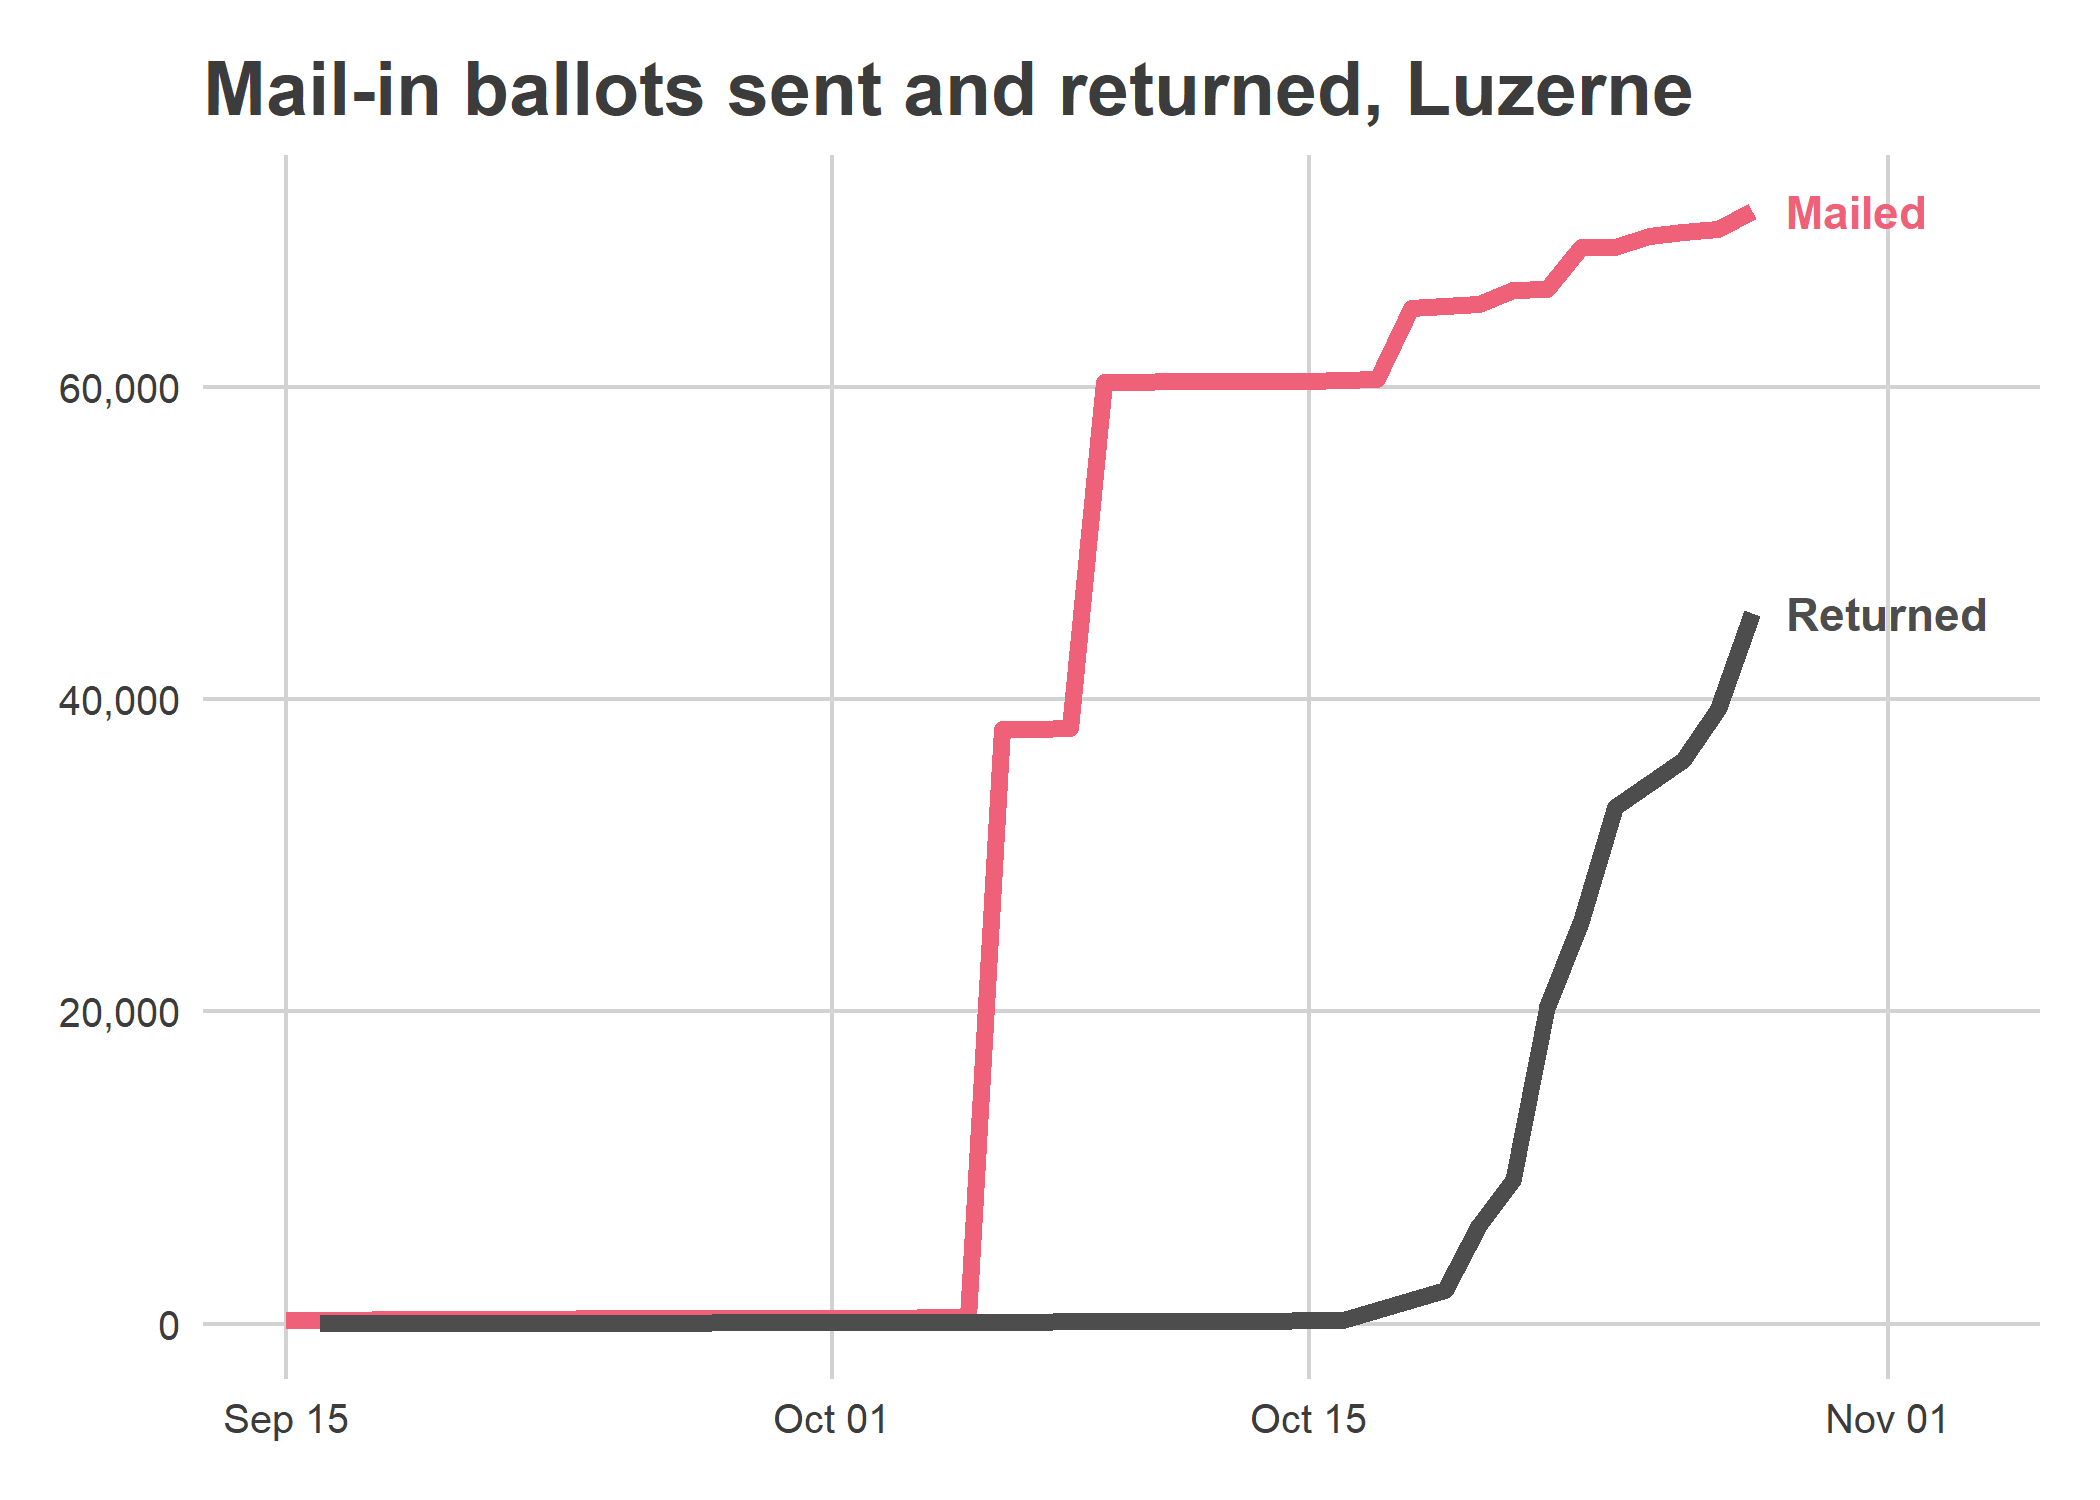 Mail-in ballots sent and returned, Luzerne
Mailed
60,000
Returned
40,000
20,000
0
Sep 15
Oct 01
Oct 15
Nov 01